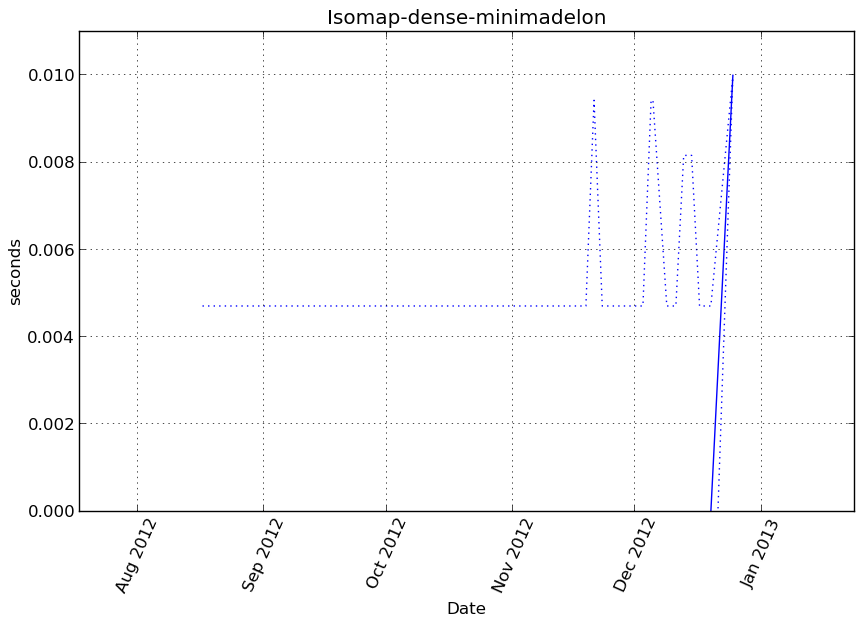 Isomap-dense-minimadelon
0.010
0.008
0.006
0.004
0.002
0.000
seconds
Aug 2012
Sep 2012
Oct 2012
Nov 2012
Dec 2012
Jan 2013
Date